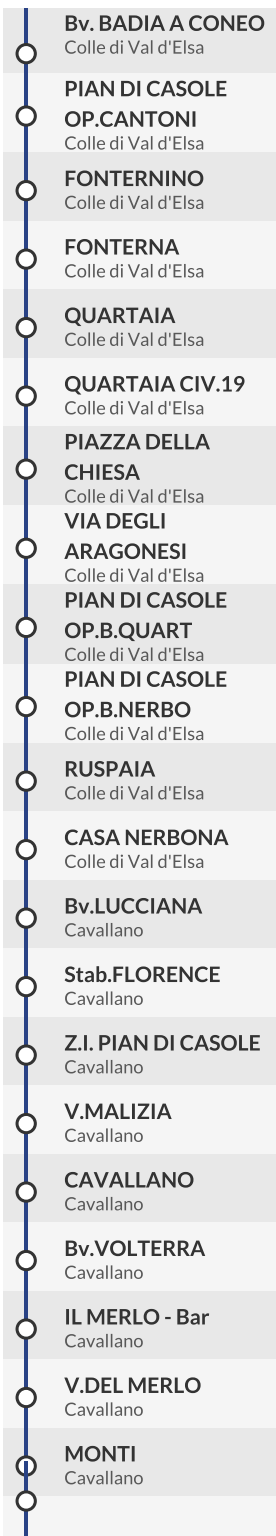 Bv. BADIA A CONEO
Colle di Val d'Elsa
PIAN DI CASOLE
OP.CANTONI
Colle di Val d'Elsa
FONTERNINO
Colle di Val d'Elsa
FONTERNA
Colle di Val d'Elsa
QUARTAIA
Colle di Val d'Elsa
QUARTAIA CIV.19
Colle di Val d'Elsa
PIAZZA DELLA
CHIESA
Colle di Val d'Elsa
VIA DEGLI
ARAGONESI
Colle di Val d'Elsa
PIAN DI CASOLE
OP.B.QUART
Colle di Val d'Elsa
PIAN DI CASOLE
OP.B.NERBO
Colle di Val d'Elsa
RUSPAIA
Colle di Val d'Elsa
CASA NERBONA
Colle di Val d'Elsa
Bv.LUCCIANA
Cavallano
Stab.FLORENCE
Cavallano
Z.I. PIAN DI CASOLE
Cavallano
V.MALIZIA
Cavallano
CAVALLANO
Cavallano
Bv.VOLTERRA
Cavallano
IL MERLO - Bar
Cavallano
V.DEL MERLO
Cavallano
MONTI
Cavallano